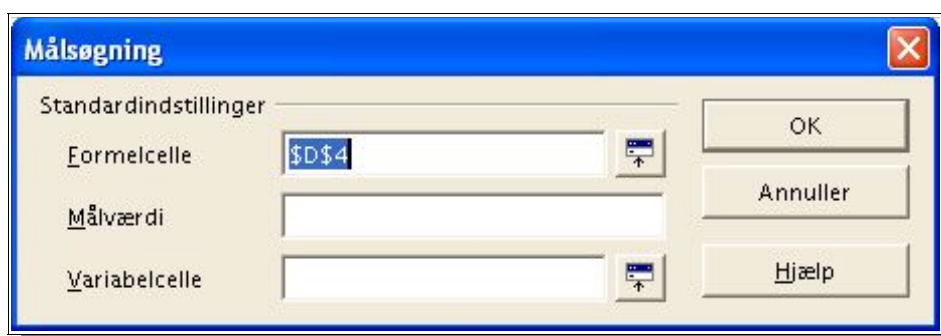 Målsøgning
Standardindstillinger
Formelcelle $D$4
Målværdi
Variabelcelle
OK
Annuller
Hjælp